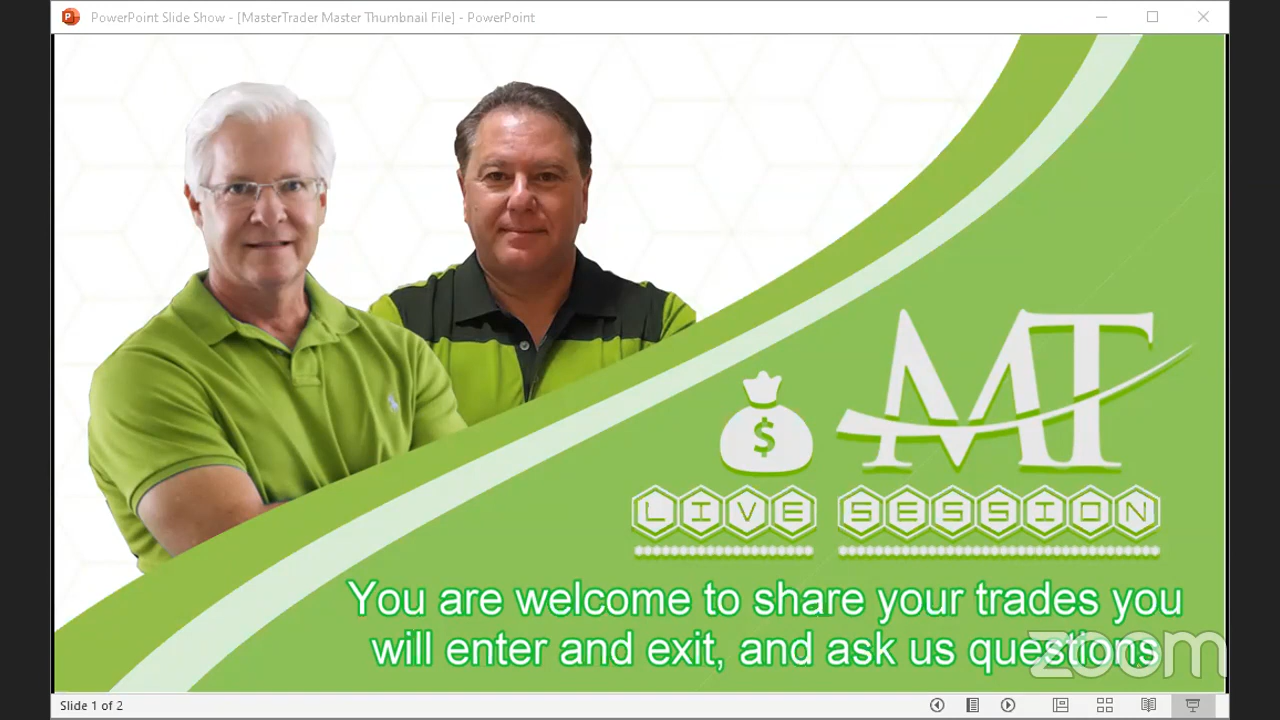 PowerPoint Slide Show - [MasterTrader Master Thumbnail File] - PowerPoint
MT
$
LIVE SESSION
You are welcome to share your trades you
will enter and exit, and ask us questions
zoom
Slide 1 of 2